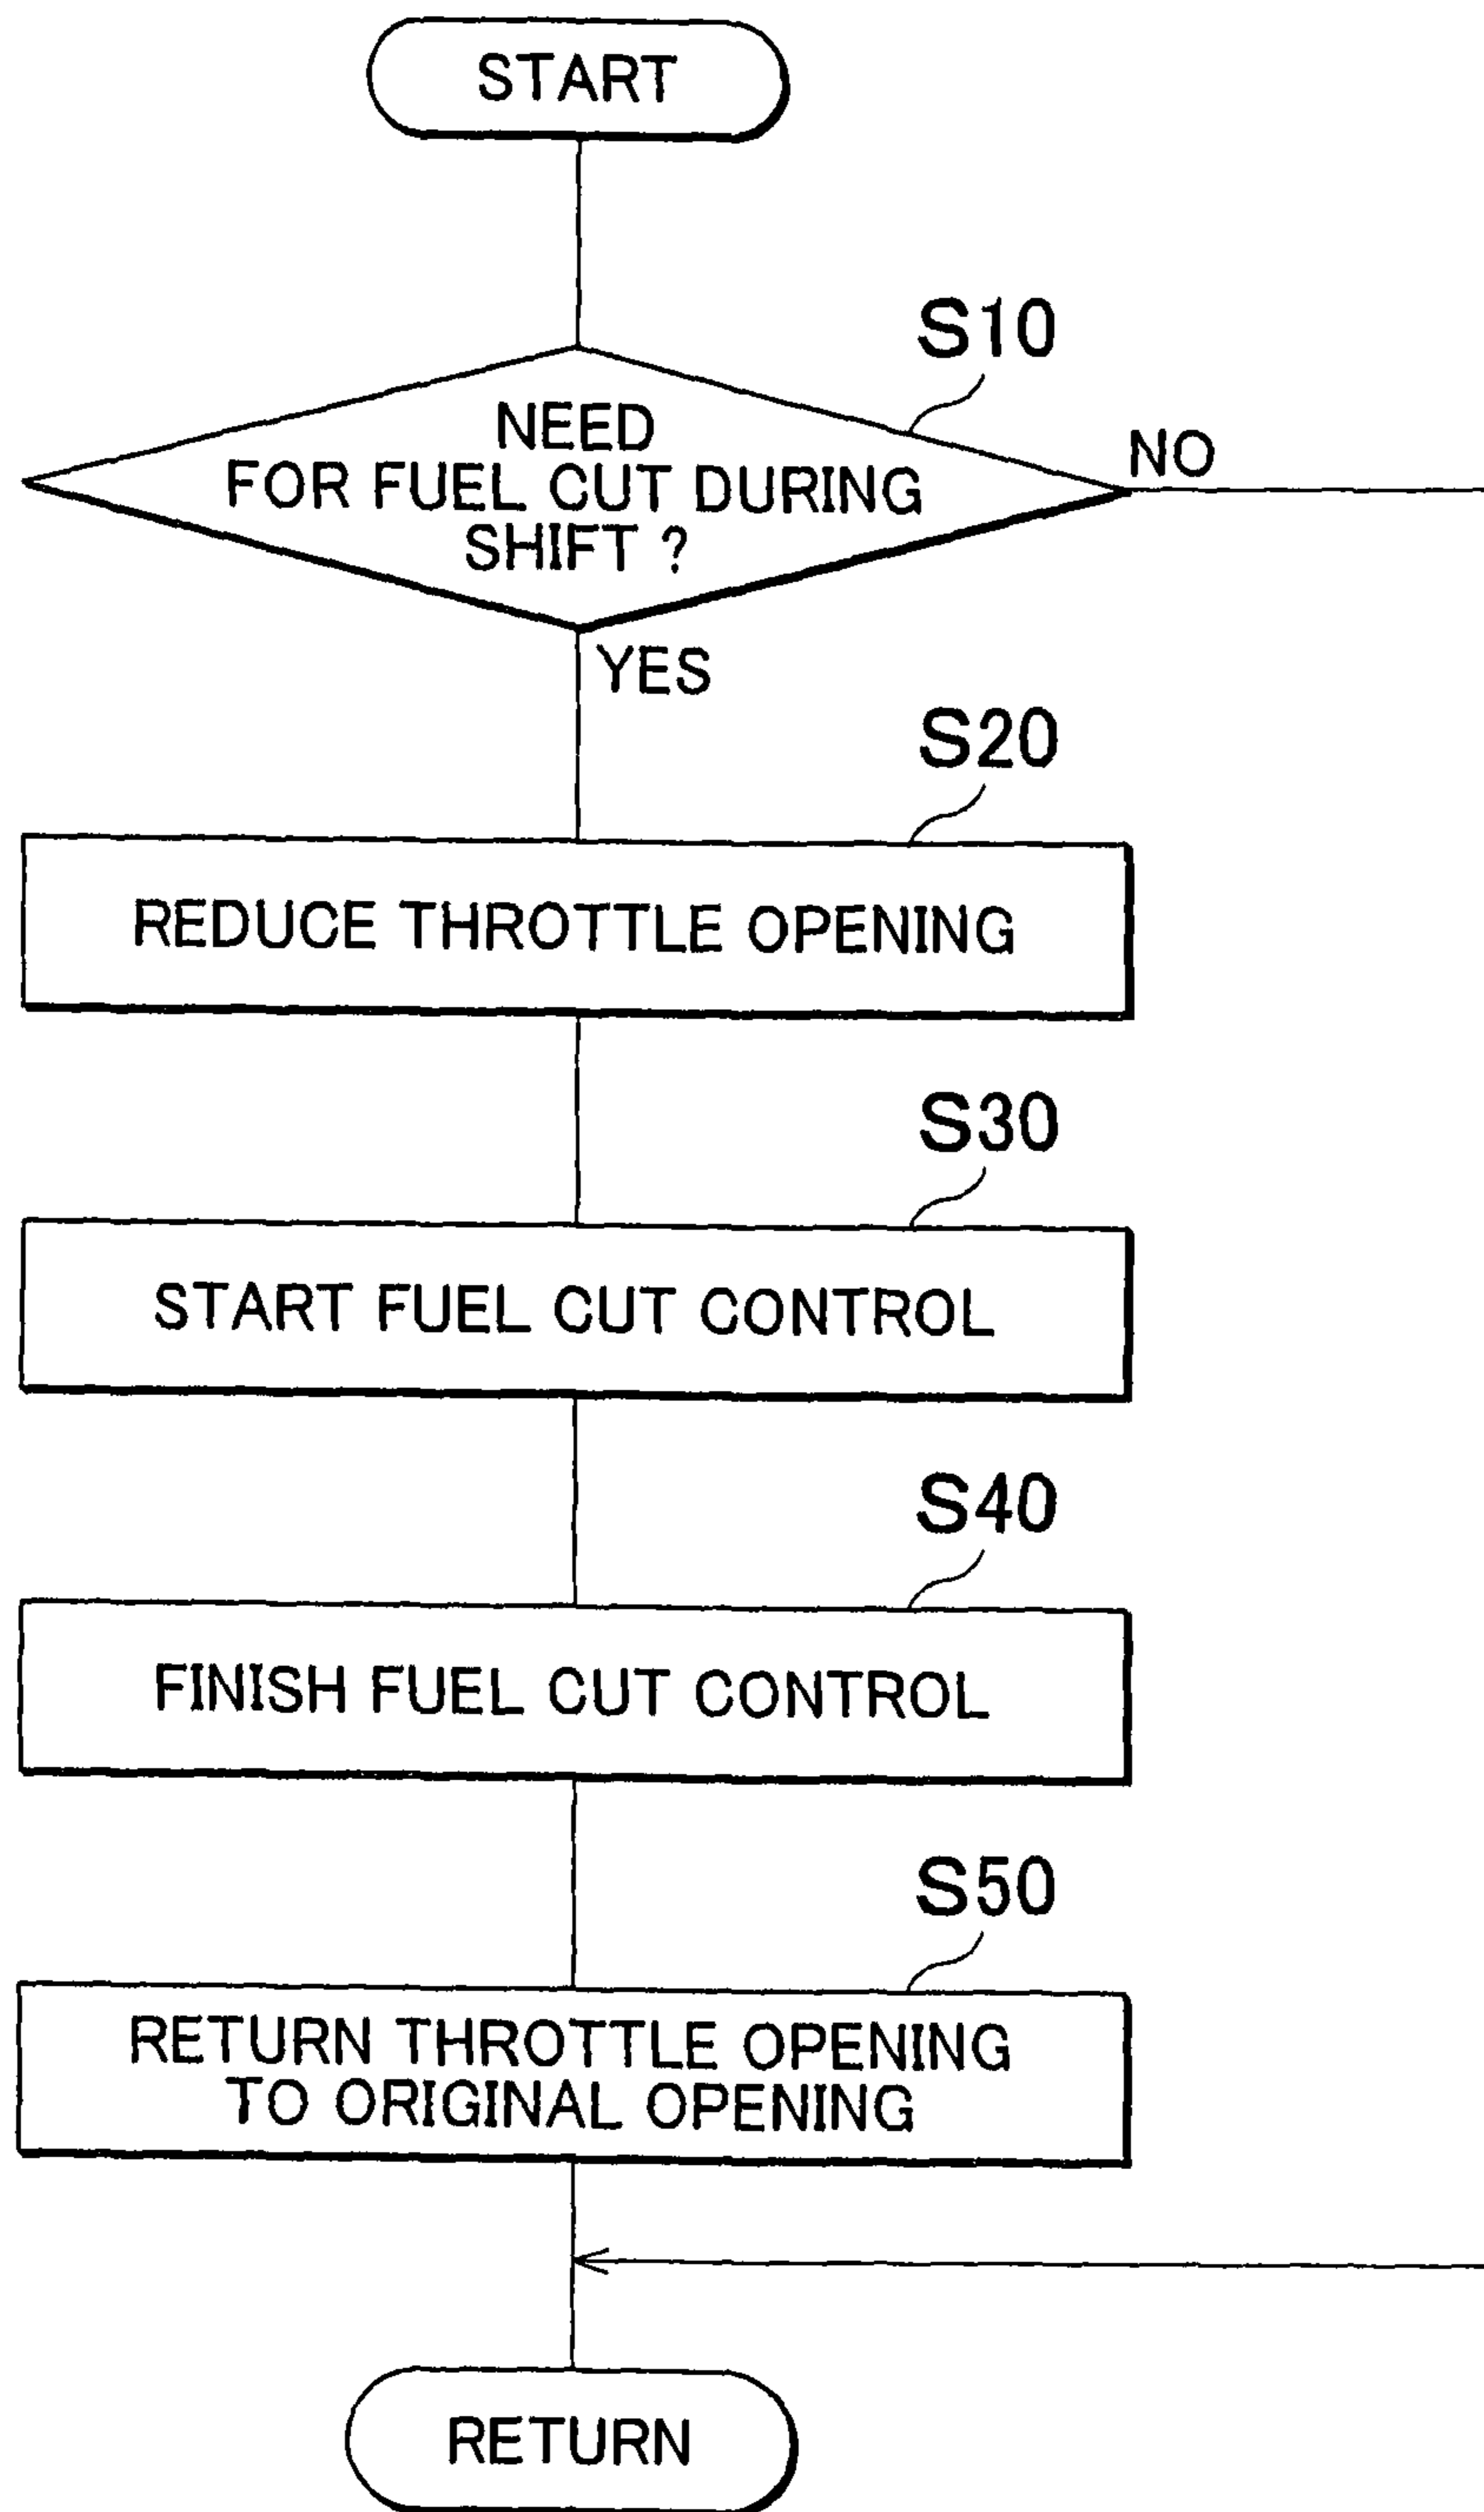 START
S10
NEED
FOR FUEL CUT DURING
SHIFT ?
NO
YES
S20
REDUCE THROTTLE OPENING
S30
START FUEL CUT CONTROL
S40
FINISH FUEL CUT CONTROL
S50
RETURN THROTTLE OPENING
TO ORIGINAL OPENING
RETURN